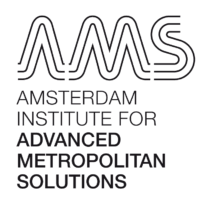 AMS
AMSTERDAM
INSTITUTE FOR
ADVANCED
METROPOLITAN
SOLUTIONS